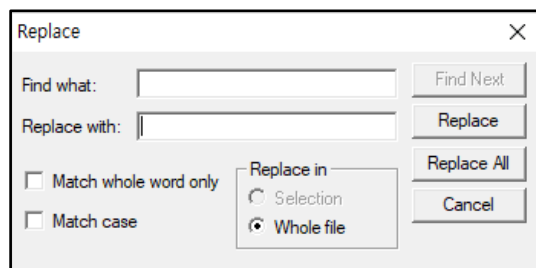 Replace
Find what:
Find Next
Replace with:
Replace
Match whole word only
Replace in
Replace All
Selection
Match case
Whole file
Cancel